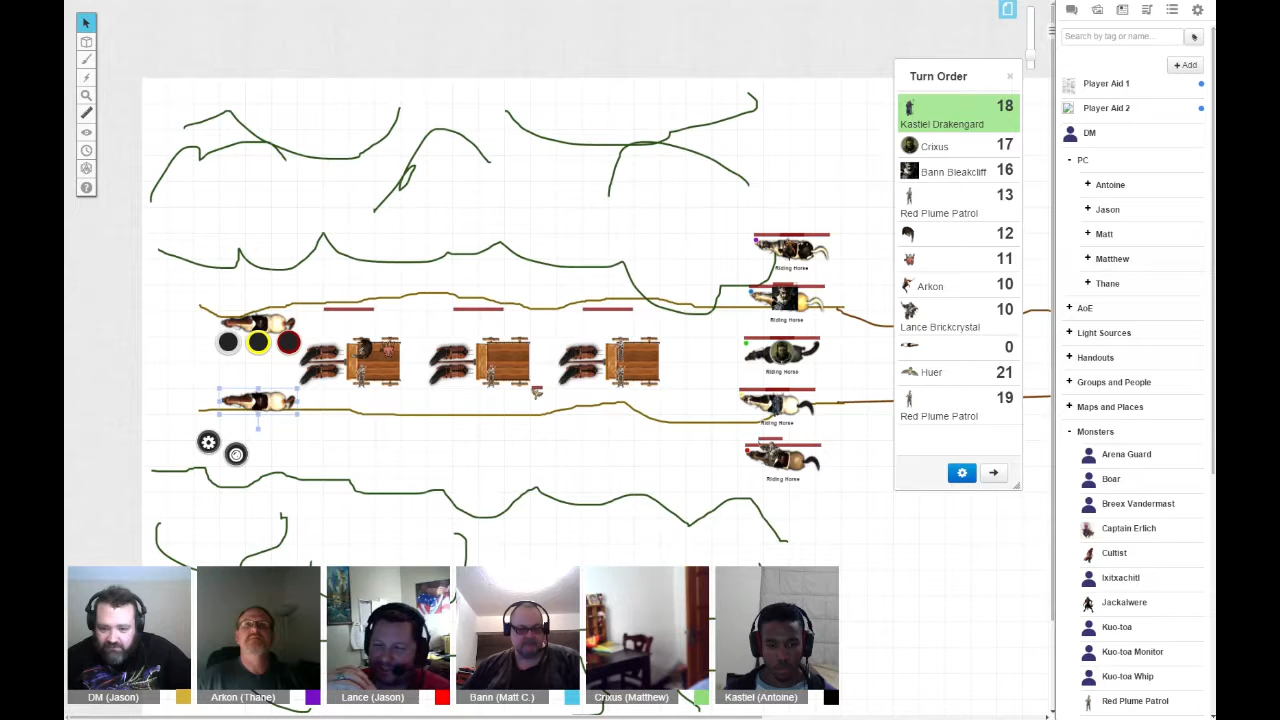 Turn Order ×
18
Kastiel Drakengard
Crixus 17
Bann Bleakcliff 16
13
Red Plume Patrol
12
11
Arkon 10
10
Lance Brickcrystal
0
Huer 21
19
Red Plume Patrol
Riding Horse
Riding Horse
Riding Horse
Riding Horse
Riding Horse
Search by tag or name...
+ Add
Player Aid 1
Player Aid 2
DM
- PC
+ Antoine
+ Jason
+ Matt
+ Matthew
+ Thane
+ AoE
+ Light Sources
+ Handouts
+ Groups and People
+ Maps and Places
- Monsters
Arena Guard
Boar
Breex Vandermast
Captain Erlich
Cultist
Ixitxachitl
Jackalwere
Kuo-toa
Kuo-toa Monitor
Kuo-toa Whip
Red Plume Patrol
DM (Jason)
Arkon (Thane)
Lance (Jason)
Bann (Matt C.)
Crixus (Matthew)
Kastiel (Antoine)